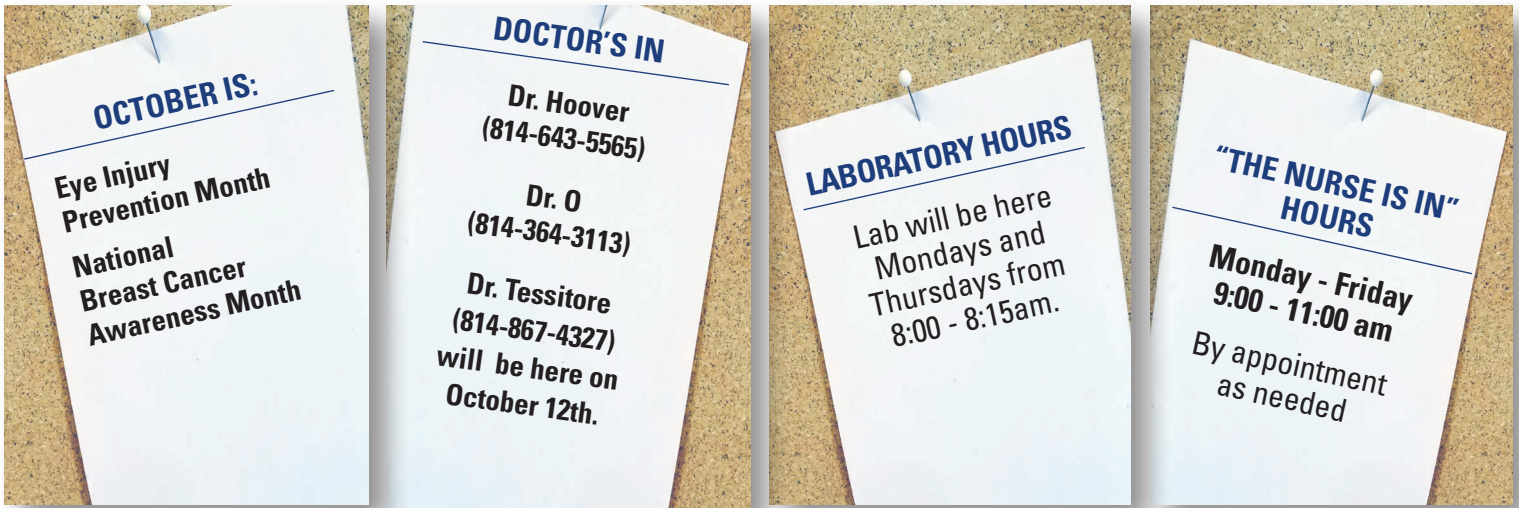 OCTOBER IS:
Eye Injury
Prevention Month
National
Breast Cancer
Awareness Month
DOCTOR'S IN
Dr. Hoover
(814-643-5565)
Dr. O
(814-364-3113)
Dr. Tessitore
(814-867-4327)
will be here on
October 12th.
LABORATORY HOURS
Lab will be here
Mondays and
Thursdays from
8:00 - 8:15am.
“THE NURSE IS IN”
HOURS
Monday - Friday
9:00 - 11:00 am
By appointment
as needed